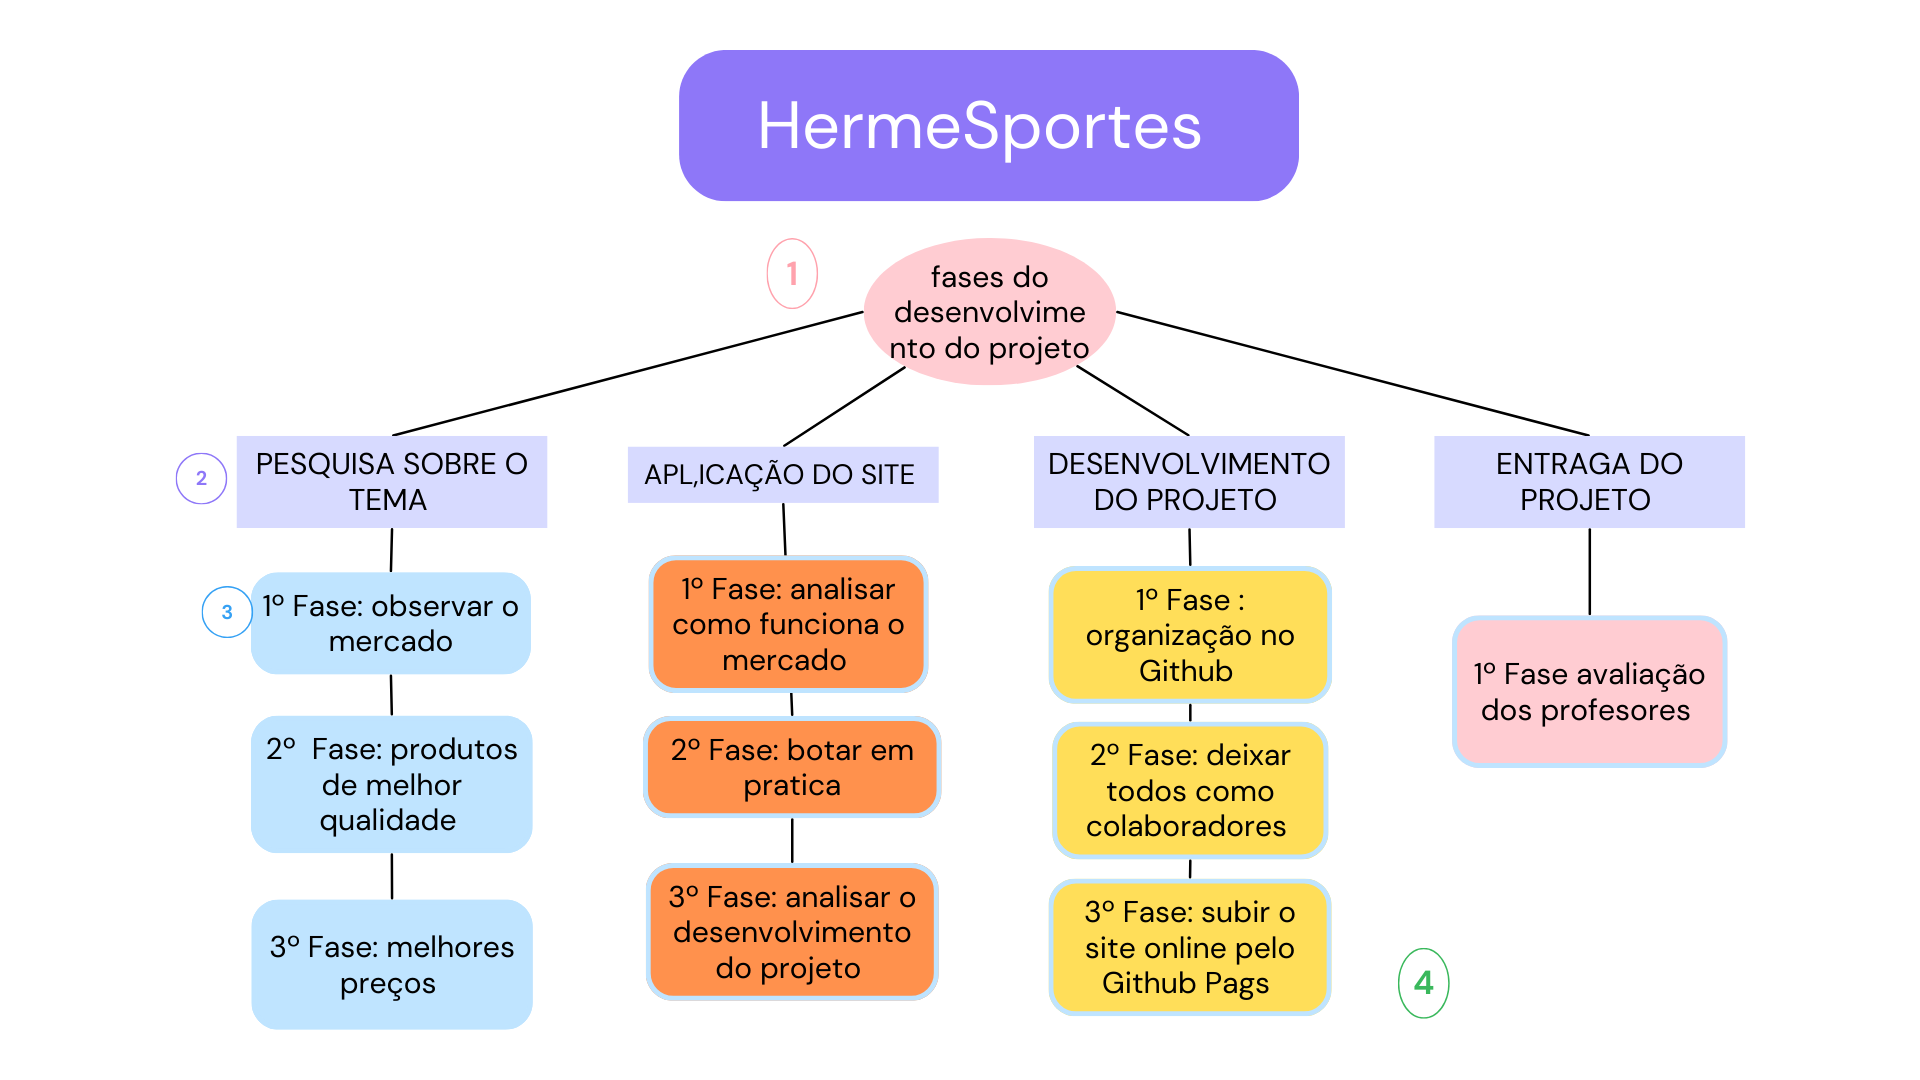 HermeSportes
1
fases do
desenvolvime
nto do projeto
2
PESQUISA SOBRE O
TEMA
APL,ICAÇÃO DO SITE
DESENVOLVIMENTO
DO PROJETO
ENTRAGA DO
PROJETO
3
1º Fase: observar o
mercado
2º  Fase: produtos
de melhor
qualidade
3º Fase: melhores
preços
1º Fase: analisar
como funciona o
mercado
2º Fase: botar em
pratica
3º Fase: analisar o
desenvolvimento
do projeto
1º Fase :
organização no
Github
2º Fase: deixar
todos como
colaboradores
3º Fase: subir o
site online pelo
Github Pags
1º Fase avaliação
dos profesores
4